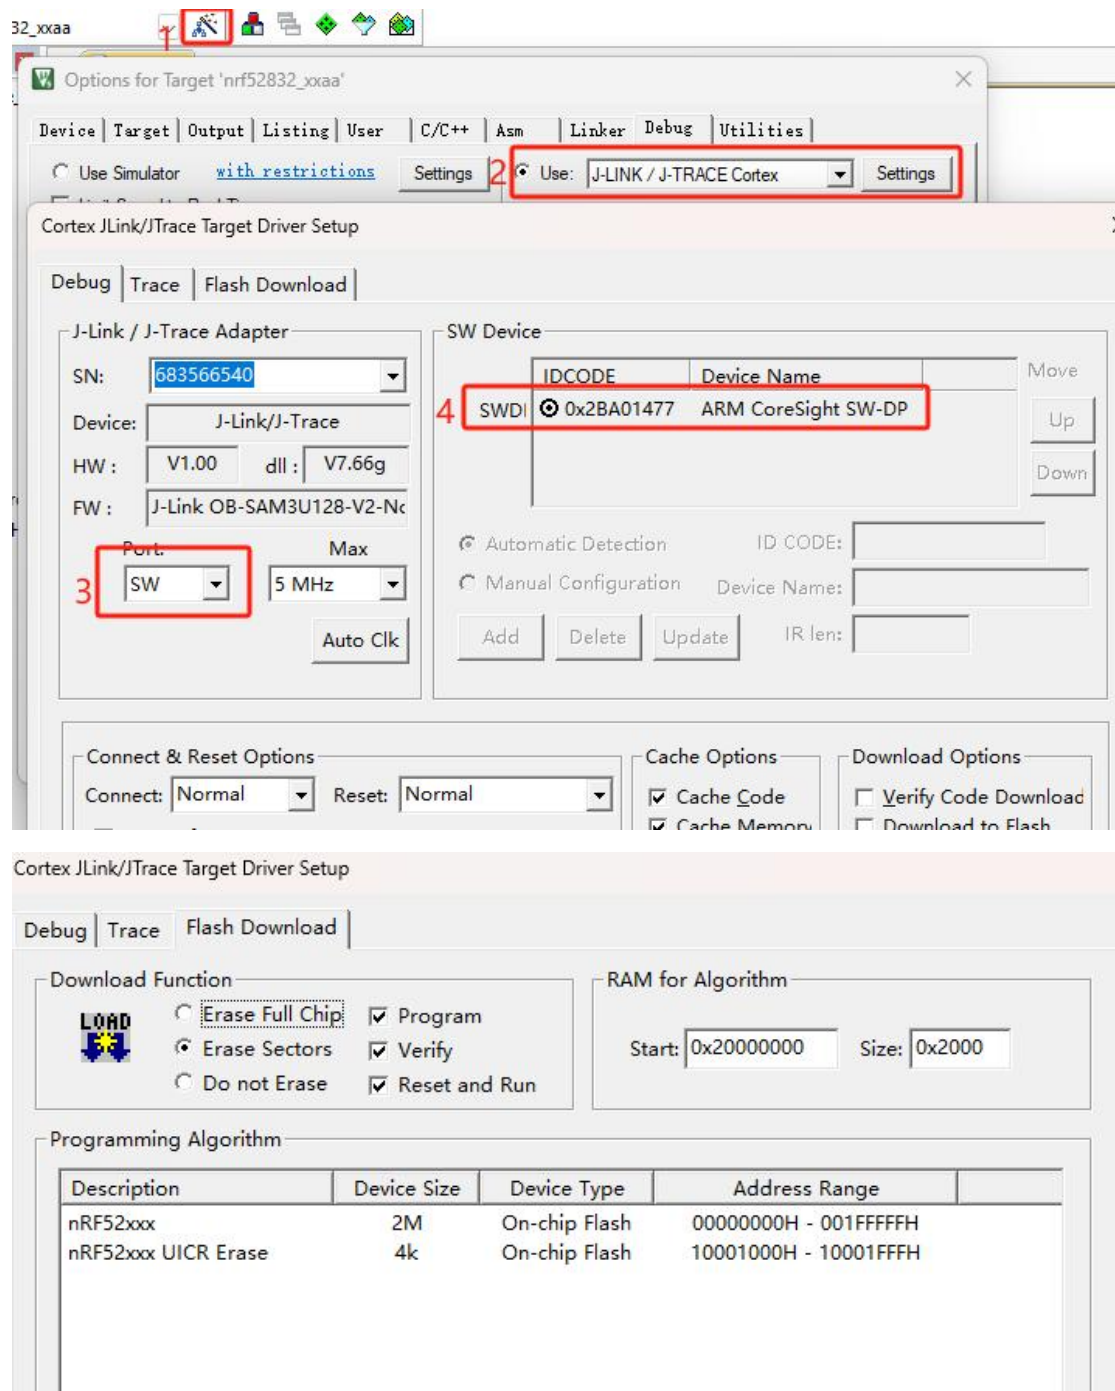 32_xxaa
1
Options for Target 'nrf52832_xxaa'
Device Target Output Listing User C/C++ Asm Linker Debug Utilities
Use Simulator with restrictions Settings 2 Use: J-LINK / J-TRACE Cortex Settings
Cortex JLink/JTrace Target Driver Setup
Debug Trace Flash Download
J-Link / J-Trace Adapter SW Device
SN: 683566540 IDCODE Device Name Move
4 SWDI 0x2BA01477 ARM CoreSight SW-DP Up
Device: J-Link/J-Trace
HW : V1.00 dll : V7.66g Down
FW : J-Link OB-SAM3U128-V2-No
Port: Max Automatic Detection ID CODE:
3 SW 5 MHz Manual Configuration Device Name:
Auto Clk Add Delete Update IR len:
Connect & Reset Options Cache Options Download Options
Connect: Normal Reset: Normal Cache Code Verify Code Download
Cache Memory Download to Flash
Cortex JLink/JTrace Target Driver Setup
Debug Trace Flash Download
Download Function RAM for Algorithm
LOAD Erase Full Chip Program
Erase Sectors Verify Start: 0x20000000 Size: 0x2000
Do not Erase Reset and Run
Programming Algorithm
Description Device Size Device Type Address Range
nRF52xxx 2M On-chip Flash 00000000H - 001FFFFFH
nRF52xxx UICR Erase 4k On-chip Flash 10001000H - 10001FFFH